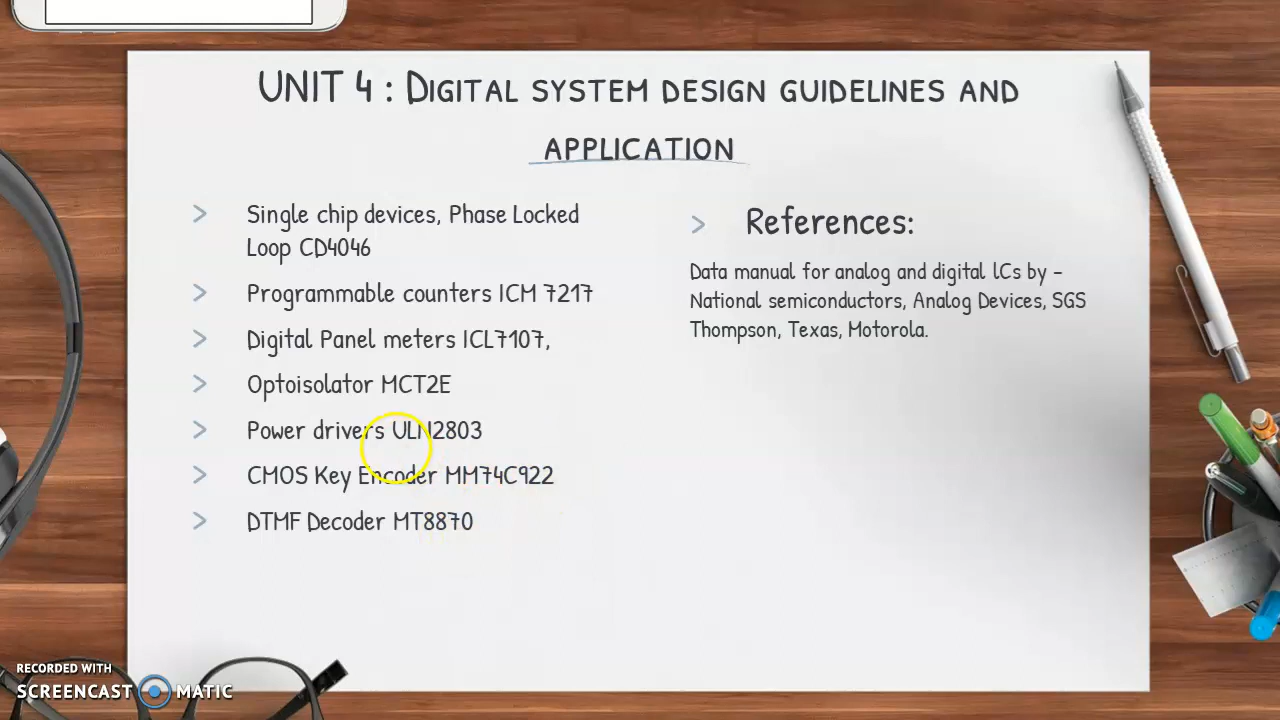 UNIT 4 : DIGITAL SYSTEM DESIGN GUIDELINES AND
APPLICATION
> Single chip devices, Phase Locked
Loop CD4046
> Programmable counters ICM 7217
> Digital Panel meters ICL7107,
> Optoisolator MCT2E
> Power drivers ULN2803
> CMOS Key Encoder MM74C922
> DTMF Decoder MT8870
> References:
Data manual for analog and digital lCs by –
National semiconductors, Analog Devices, SGS
Thompson, Texas, Motorola.
RECORDED WITH
SCREENCAST MATIC